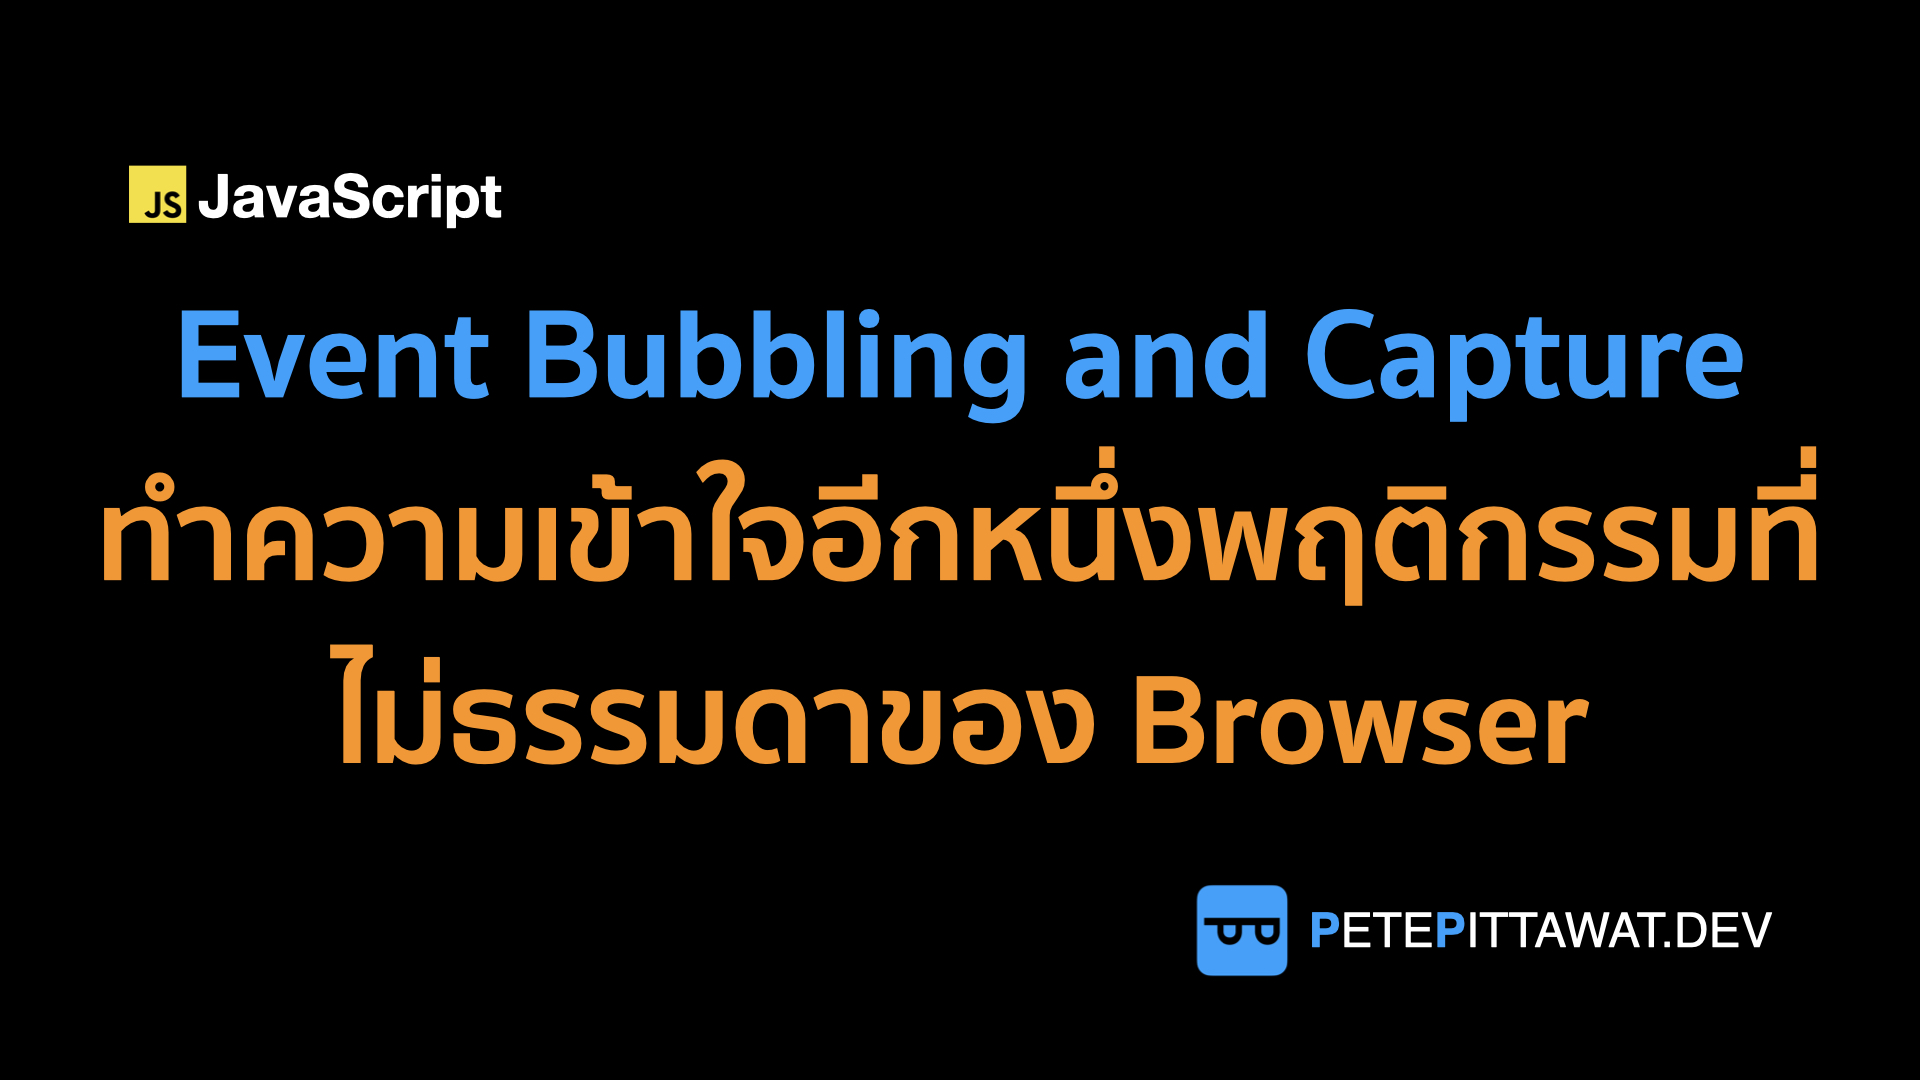 JS JavaScript
Event Bubbling and Capture
ทำความเข้าใจอีกหนึ่งพฤติกรรมที่
ไม่ธรรมดาของ Browser
PETEPITTAWAT.DEV